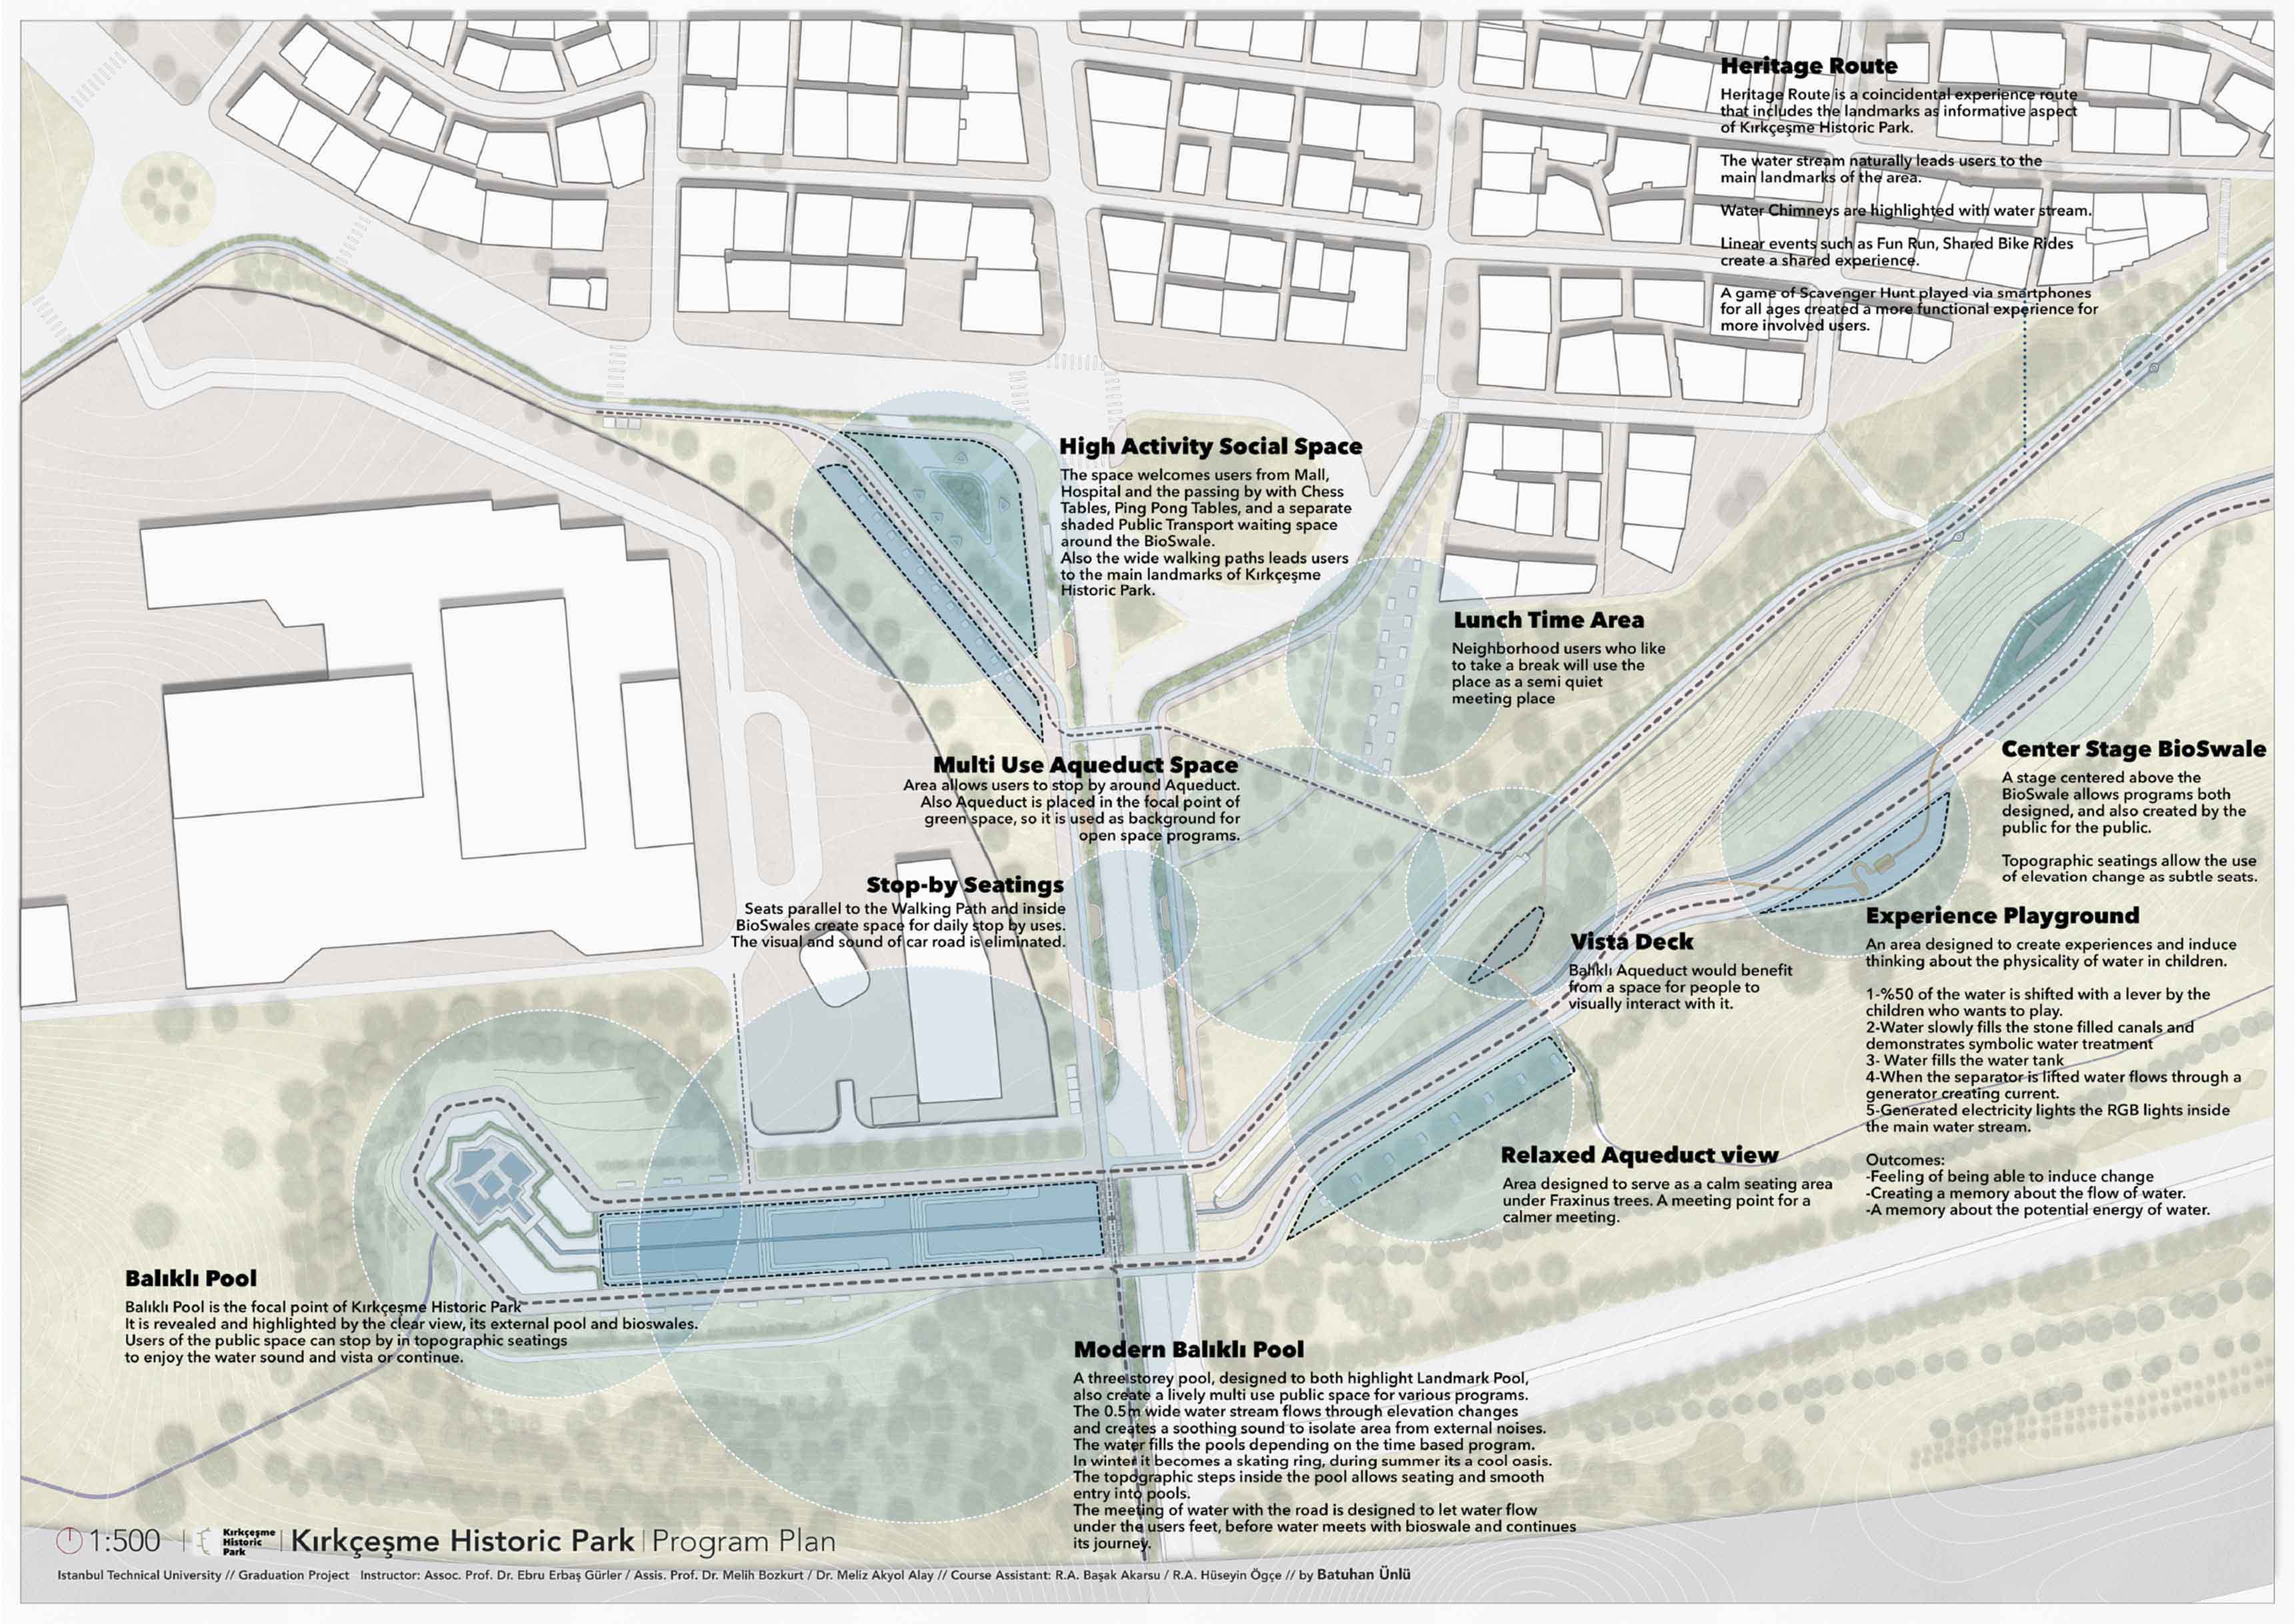 Heritage Route
Heritage Route is a coincidental experience route
that includes the landmarks as informative aspect
of Kırkçeşme Historic Park.
The water stream naturally leads users to the
main landmarks of the area.
Water Chimneys are highlighted with water stream.
Linear events such as Fun Run, Shared Bike Rides
create a shared experience.
A game of Scavenger Hunt played via smartphones
for all ages created a more functional experience for
more involved users.
High Activity Social Space
The space welcomes users from Mall,
Hospital and the passing by with Chess
Tables, Ping Pong Tables, and a separate
shaded Public Transport waiting space
around the BioSwale.
Also the wide walking paths leads users
to the main landmarks of Kırkçeşme
Historic Park.
Lunch Time Area
Neighborhood users who like
to take a break will use the
place as a semi quiet
meeting place
Multi Use Aqueduct Space
Area allows users to stop by around Aqueduct.
Also Aqueduct is placed in the focal point of
green space, so it is used as background for
open space programs.
Center Stage BioSwale
A stage centered above the
BioSwale allows programs both
designed, and also created by the
public for the public.
Topographic seatings allow the use
of elevation change as subtle seats.
Stop-by Seatings
Seats parallel to the Walking Path and inside
BioSwales create space for daily stop by uses.
The visual and sound of car road is eliminated.
Vista Deck
Balıklı Aqueduct would benefit
from a space for people to
visually interact with it.
Experience Playground
An area designed to create experiences and induce
thinking about the physicality of water in children.
1-%50 of the water is shifted with a lever by the
children who wants to play.
2-Water slowly fills the stone filled canals and
demonstrates symbolic water treatment
3- Water fills the water tank
4-When the separator is lifted water flows through a
generator creating current.
5-Generated electricity lights the RGB lights inside
the main water stream.
Outcomes:
-Feeling of being able to induce change
-Creating a memory about the flow of water.
-A memory about the potential energy of water.
Relaxed Aqueduct view
Area designed to serve as a calm seating area
under Fraxinus trees. A meeting point for a
calmer meeting.
Balıklı Pool
Balıklı Pool is the focal point of Kırkçeşme Historic Park
It is revealed and highlighted by the clear view, its external pool and bioswales.
Users of the public space can stop by in topographic seatings
to enjoy the water sound and vista or continue.
Modern Balıklı Pool
A three storey pool, designed to both highlight Landmark Pool,
also create a lively multi use public space for various programs.
The 0.5m wide water stream flows through elevation changes
and creates a soothing sound to isolate area from external noises.
The water fills the pools depending on the time based program.
In winter it becomes a skating ring, during summer its a cool oasis.
The topographic steps inside the pool allows seating and smooth
entry into pools.
The meeting of water with the road is designed to let water flow
under the users feet, before water meets with bioswale and continues
its journey.
1:500 | Kırkçeşme Historic Park | Kırkçeşme Historic Park | Program Plan
Istanbul Technical University // Graduation Project Instructor: Assoc. Prof. Dr. Ebru Erbaş Gürler / Assis. Prof. Dr. Melih Bozkurt / Dr. Meliz Akyol Alay // Course Assistant: R.A. Başak Akarsu / R.A. Hüseyin Ögçe // by Batuhan Ünlü